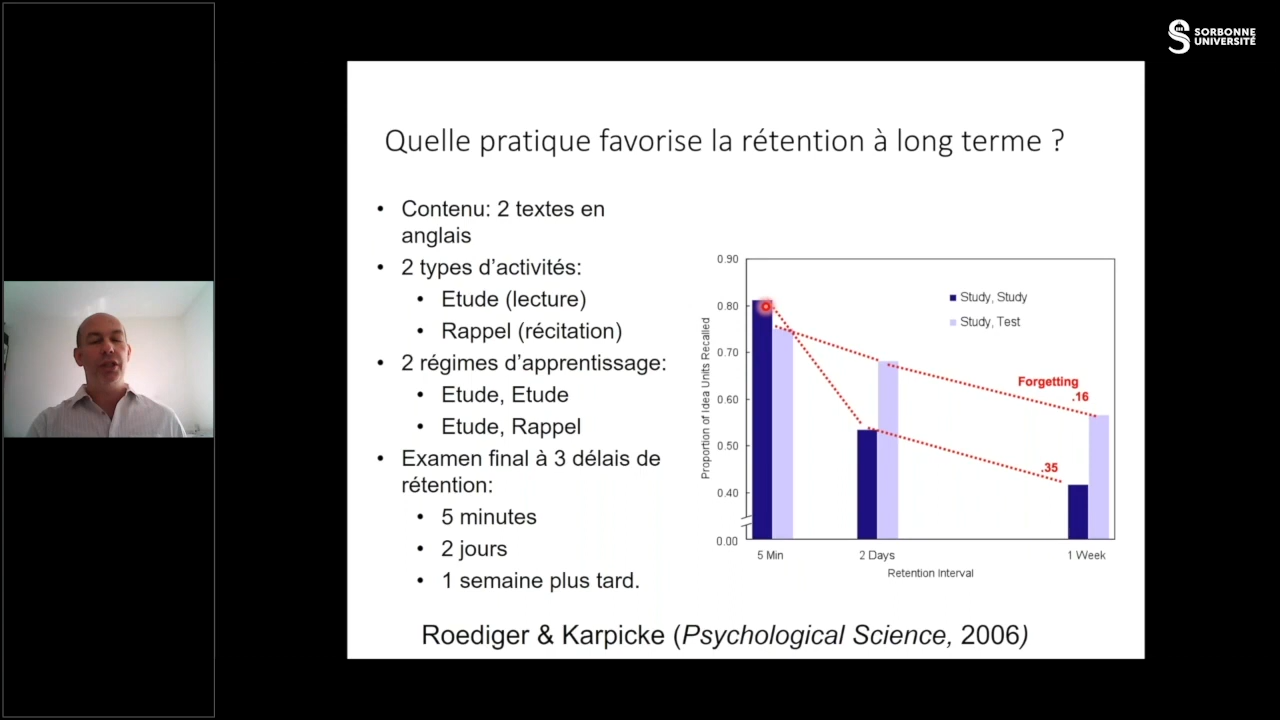 SORBONNE
UNIVERSITÉ
Quelle pratique favorise la rétention à long terme ?
• Contenu: 2 textes en
anglais
• 2 types d’activités:
• Etude (lecture)
• Rappel (récitation)
• 2 régimes d’apprentissage:
• Etude, Etude
• Etude, Rappel
• Examen final à 3 délais de
rétention:
• 5 minutes
• 2 jours
• 1 semaine plus tard.
Proportion of Idea Units Recalled
0.90
0.80
0.70
0.60
0.50
0.40
0.00
Study, Study
Study, Test
Forgetting
.16
.35
5 Min
2 Days
1 Week
Retention Interval
Roediger & Karpicke (Psychological Science, 2006)